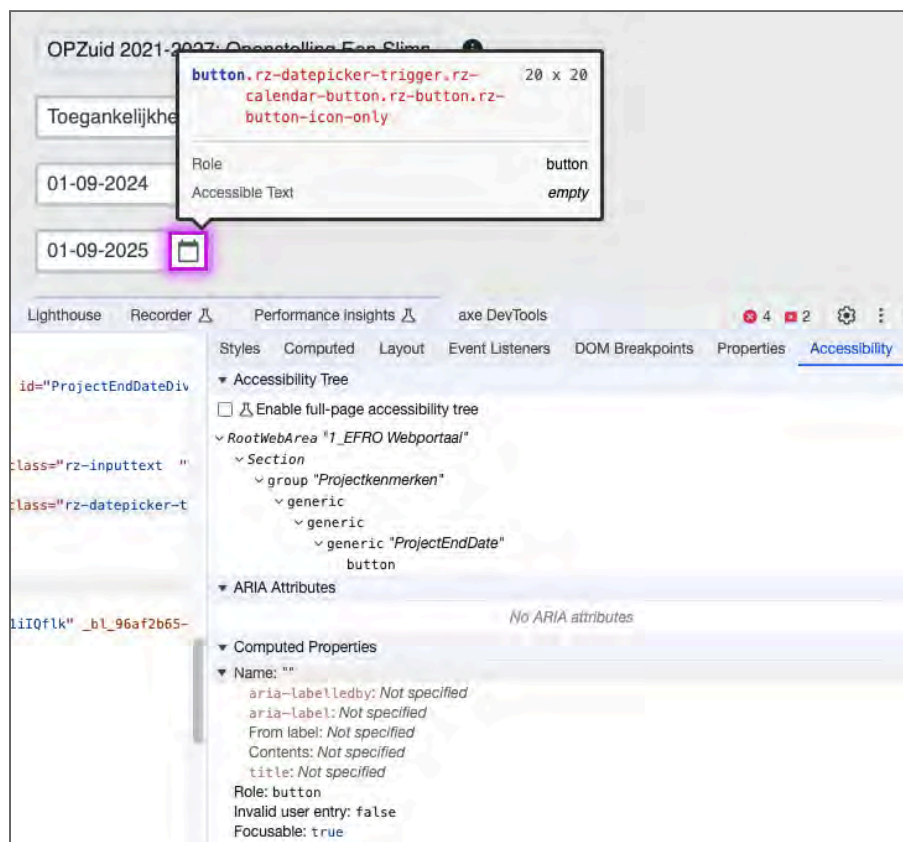 OPZuid 2021-2027: Openstelling Een Slimn
button.rz-datepicker-trigger.rz- 20 x 20
calendar-button.rz-button.rz-
button-icon-only
Toegankelijkhe
Role button
01-09-2024
Accessible Text empty
01-09-2025
Lighthouse Recorder Performance insights axe DevTools 4 2
Styles Computed Layout Event Listeners DOM Breakpoints Properties Accessibility
id="ProjectEndDateDiv
Accessibility Tree
Enable full-page accessibility tree
RootWebArea "1_EFRO Webportaal"
class="rz-inputtext "
Section
group "Projectkenmerken"
class="rz-datepicker-t
generic
generic
generic "ProjectEndDate"
button
ARIA Attributes
No ARIA attributes
liIQflk" _bl_96af2b65-
Computed Properties
Name: ""
aria-labelledby: Not specified
aria-label: Not specified
From label: Not specified
Contents: Not specified
title: Not specified
Role: button
Invalid user entry: false
Focusable: true